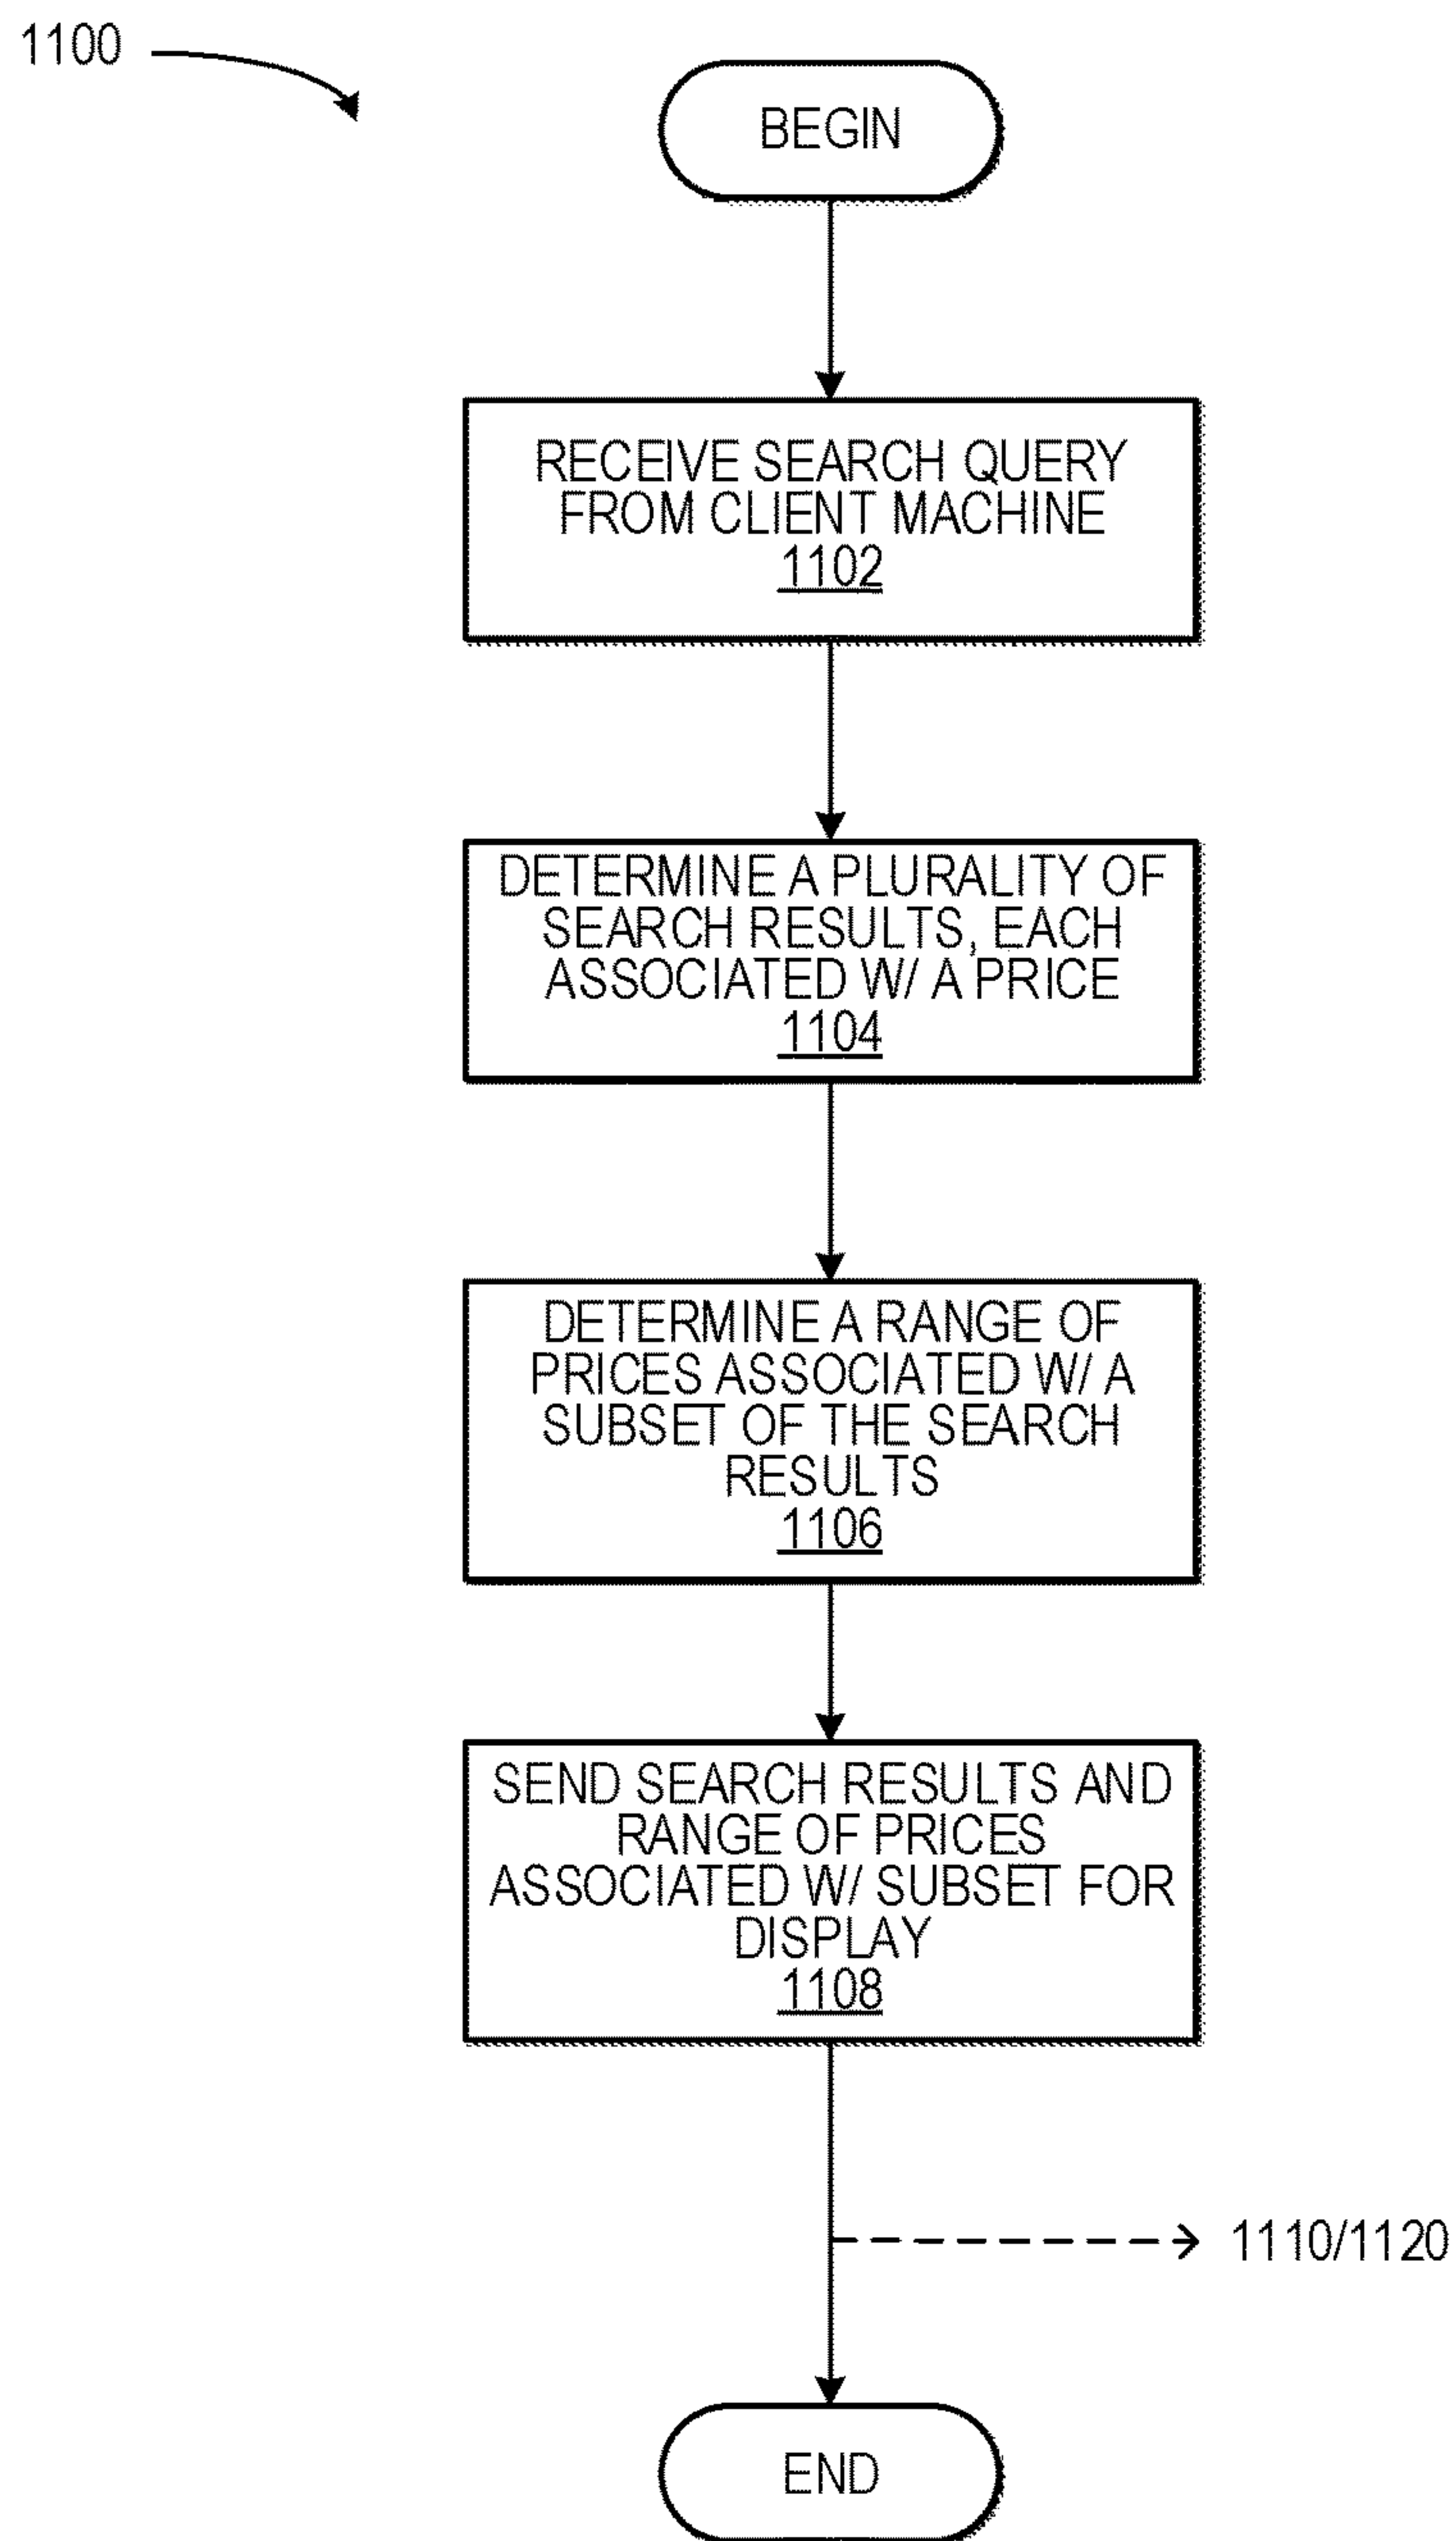 1100
BEGIN
RECEIVE SEARCH QUERY
FROM CLIENT MACHINE
1102
DETERMINE A PLURALITY OF
SEARCH RESULTS, EACH
ASSOCIATED W/ A PRICE
1104
DETERMINE A RANGE OF
PRICES ASSOCIATED W/ A
SUBSET OF THE SEARCH
RESULTS
1106
SEND SEARCH RESULTS AND
RANGE OF PRICES
ASSOCIATED W/ SUBSET FOR
DISPLAY
1108
1110/1120
END